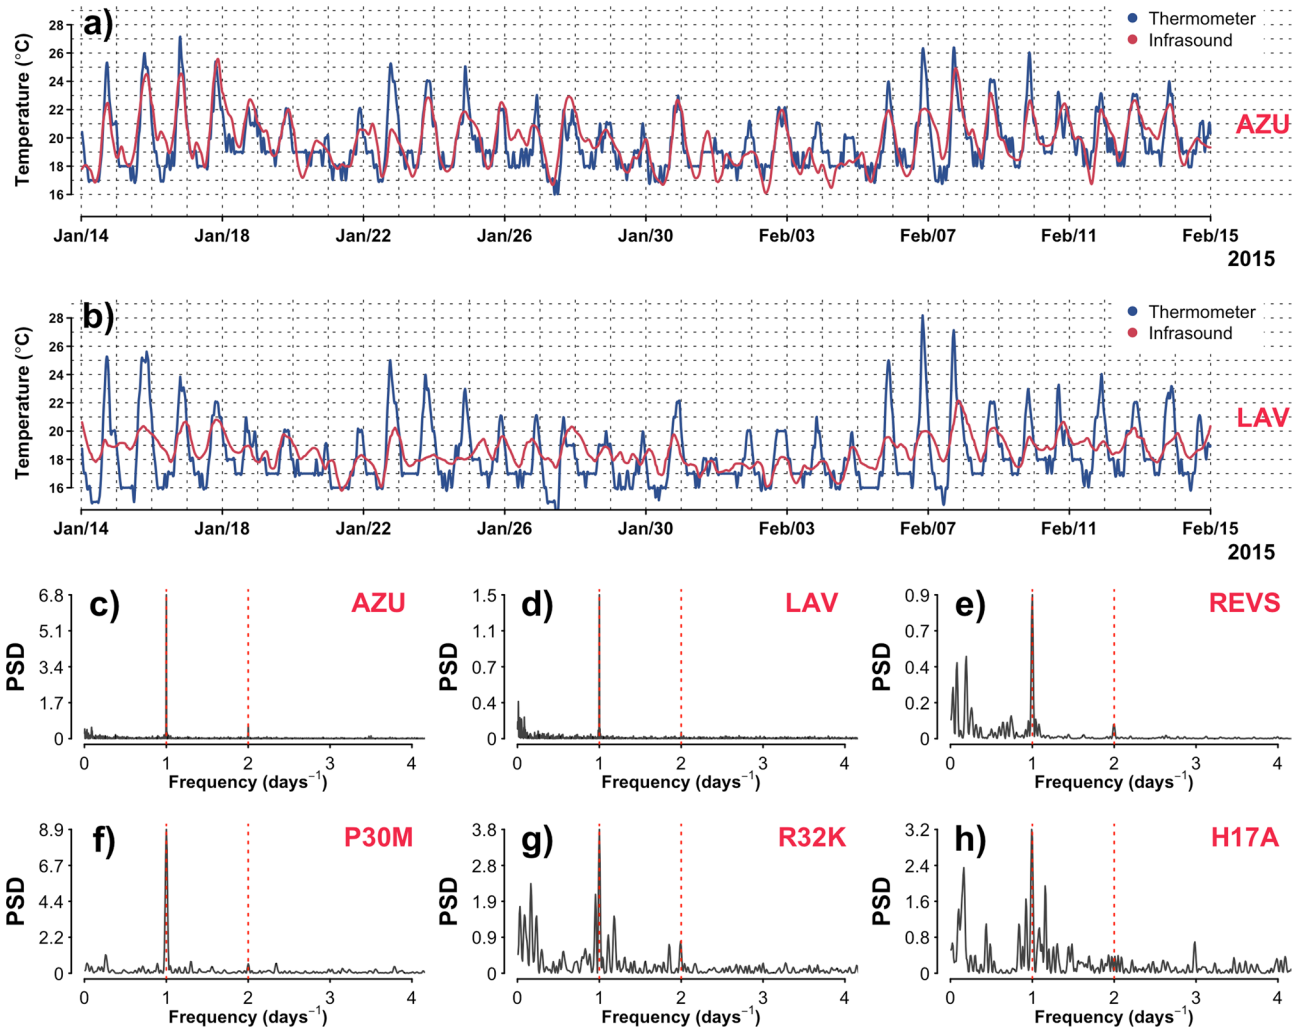 a)
Thermometer
Infrasound
AZU
Temperature (°C)
28
26
24
22
20
18
16
Jan/14 Jan/18 Jan/22 Jan/26 Jan/30 Feb/03 Feb/07 Feb/11 Feb/15
2015
b)
Thermometer
Infrasound
LAV
Temperature (°C)
28
26
24
22
20
18
16
Jan/14 Jan/18 Jan/22 Jan/26 Jan/30 Feb/03 Feb/07 Feb/11 Feb/15
2015
c) AZU
PSD
6.8
5.1
3.4
1.7
0
0 1 2 3 4
Frequency (days⁻¹)
d) LAV
PSD
1.5
1.1
0.7
0.4
0
0 1 2 3 4
Frequency (days⁻¹)
e) REVS
PSD
0.9
0.7
0.4
0.2
0
0 1 2 3 4
Frequency (days⁻¹)
f) P30M
PSD
8.9
6.7
4.4
2.2
0
0 1 2 3 4
Frequency (days⁻¹)
g) R32K
PSD
3.8
2.8
1.9
0.9
0
0 1 2 3 4
Frequency (days⁻¹)
h) H17A
PSD
3.2
2.4
1.6
0.8
0
0 1 2 3 4
Frequency (days⁻¹)